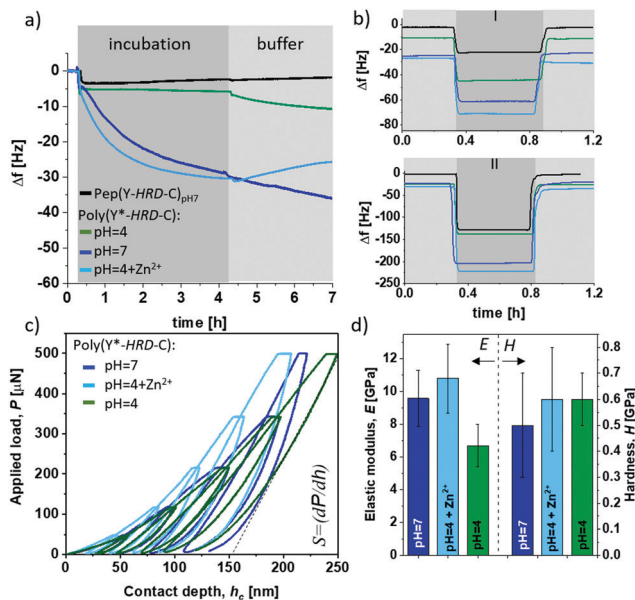 a)
incubation
buffer
0
-10
-20
-30
-40
-50
-60
Δf [Hz]
Pep(Y-HRD-C)pH7
Poly(Y*-HRD-C):
pH=4
pH=7
pH=4+Zn²⁺
0 1 2 3 4 5 6 7
time [h]
b)
I
0
-20
-40
-60
-80
Δf [Hz]
0.0 0.4 0.8 1.2
II
0
-50
-100
-150
-200
-250
Δf [Hz]
0.0 0.4 0.8 1.2
time [h]
c)
Poly(Y*-HRD-C):
pH=7
pH=4+Zn²⁺
pH=4
500
400
300
200
100
0
Applied load, P [µN]
S=(dP/dh)
0 50 100 150 200 250
Contact depth, hc [nm]
d)
E H
12
10
8
6
4
2
0
Elastic modulus, E [GPa]
pH=7
pH=4 + Zn²⁺
pH=4
pH=7
pH=4 + Zn²⁺
pH=4
0.8
0.7
0.6
0.5
0.4
0.3
0.2
0.1
0.0
Hardness, H [GPa]